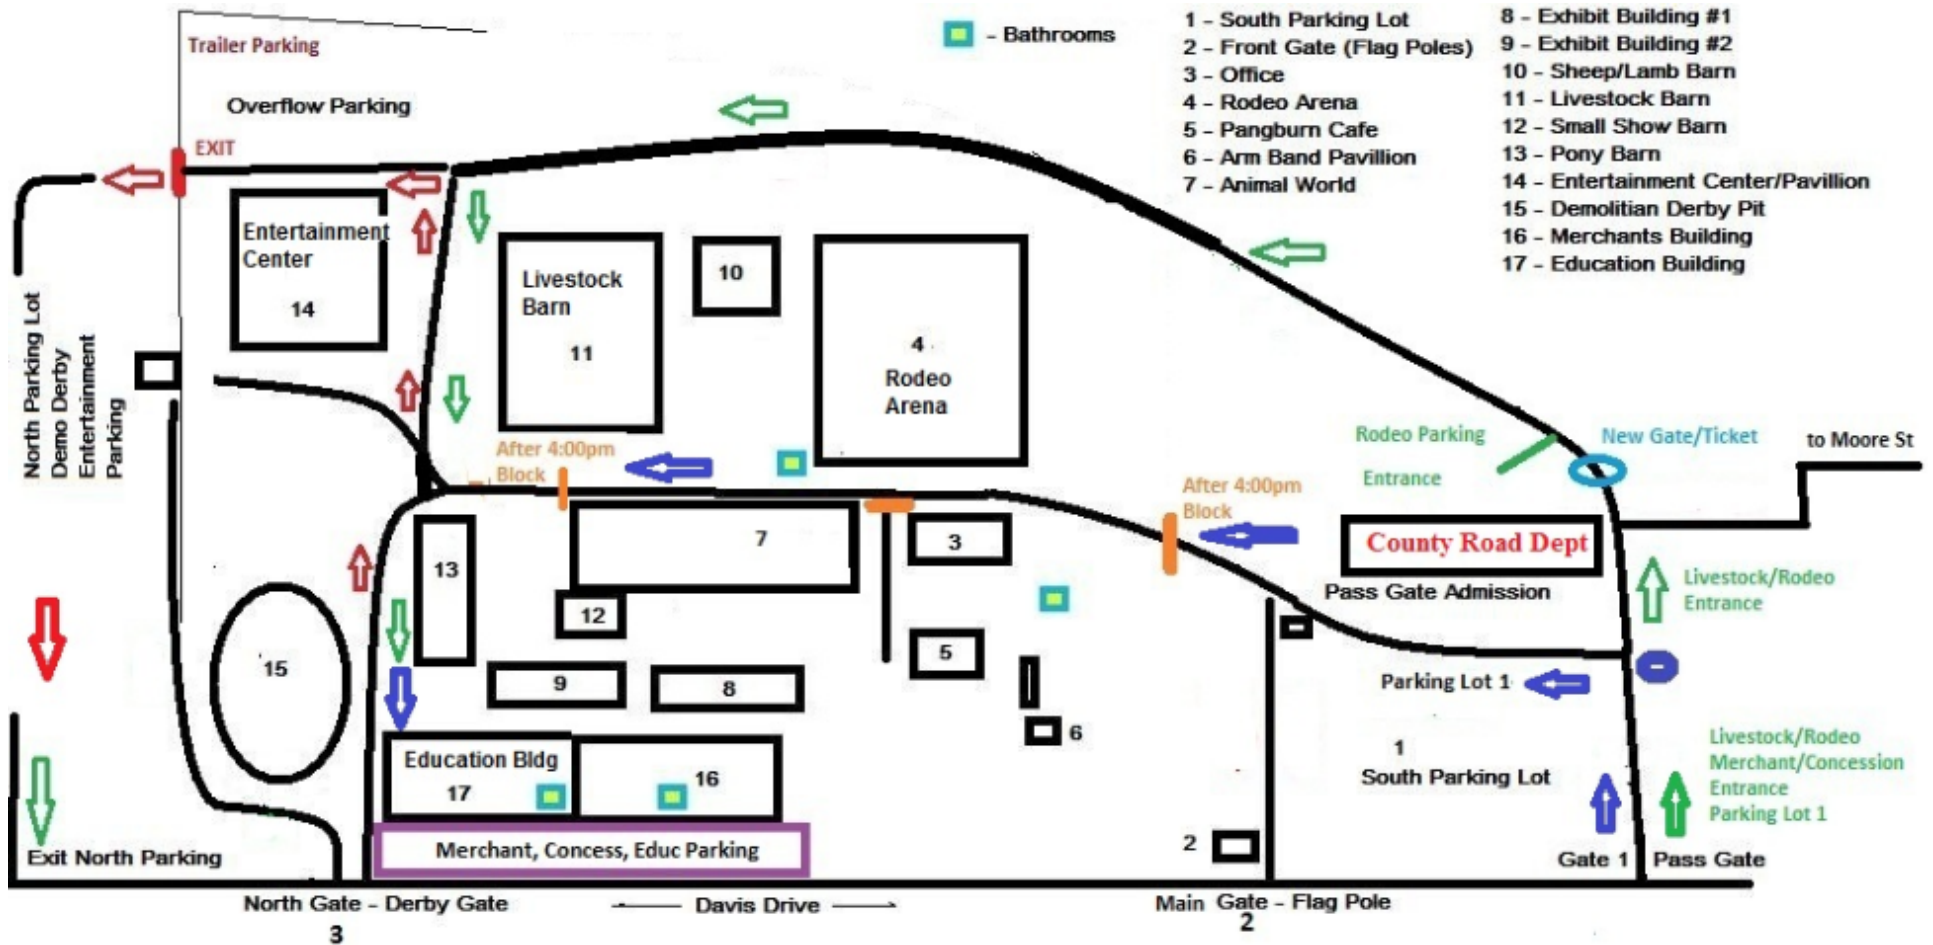 Trailer Parking
Overflow Parking
EXIT
- Bathrooms
1 - South Parking Lot
2 - Front Gate (Flag Poles)
3 - Office
4 - Rodeo Arena
5 - Pangburn Cafe
6 - Arm Band Pavillion
7 - Animal World
8 - Exhibit Building #1
9 - Exhibit Building #2
10 - Sheep/Lamb Barn
11 - Livestock Barn
12 - Small Show Barn
13 - Pony Barn
14 - Entertainment Center/Pavillion
15 - Demolitian Derby Pit
16 - Merchants Building
17 - Education Building
Entertainment
Center
14
Livestock
Barn
11
10
4
Rodeo
Arena
North Parking Lot
Demo Derby
Entertainment
Parking
After 4:00pm
Block
After 4:00pm
Block
Rodeo Parking
Entrance
New Gate/Ticket
to Moore St
County Road Dept
Pass Gate Admission
Livestock/Rodeo
Entrance
7
3
13
12
5
15
9
8
6
Parking Lot 1
1
South Parking Lot
Livestock/Rodeo
Merchant/Concession
Entrance
Parking Lot 1
Education Bldg
17
16
2
Merchant, Concess, Educ Parking
Exit North Parking
Gate 1
Pass Gate
North Gate - Derby Gate
3
Davis Drive
Main Gate - Flag Pole
2